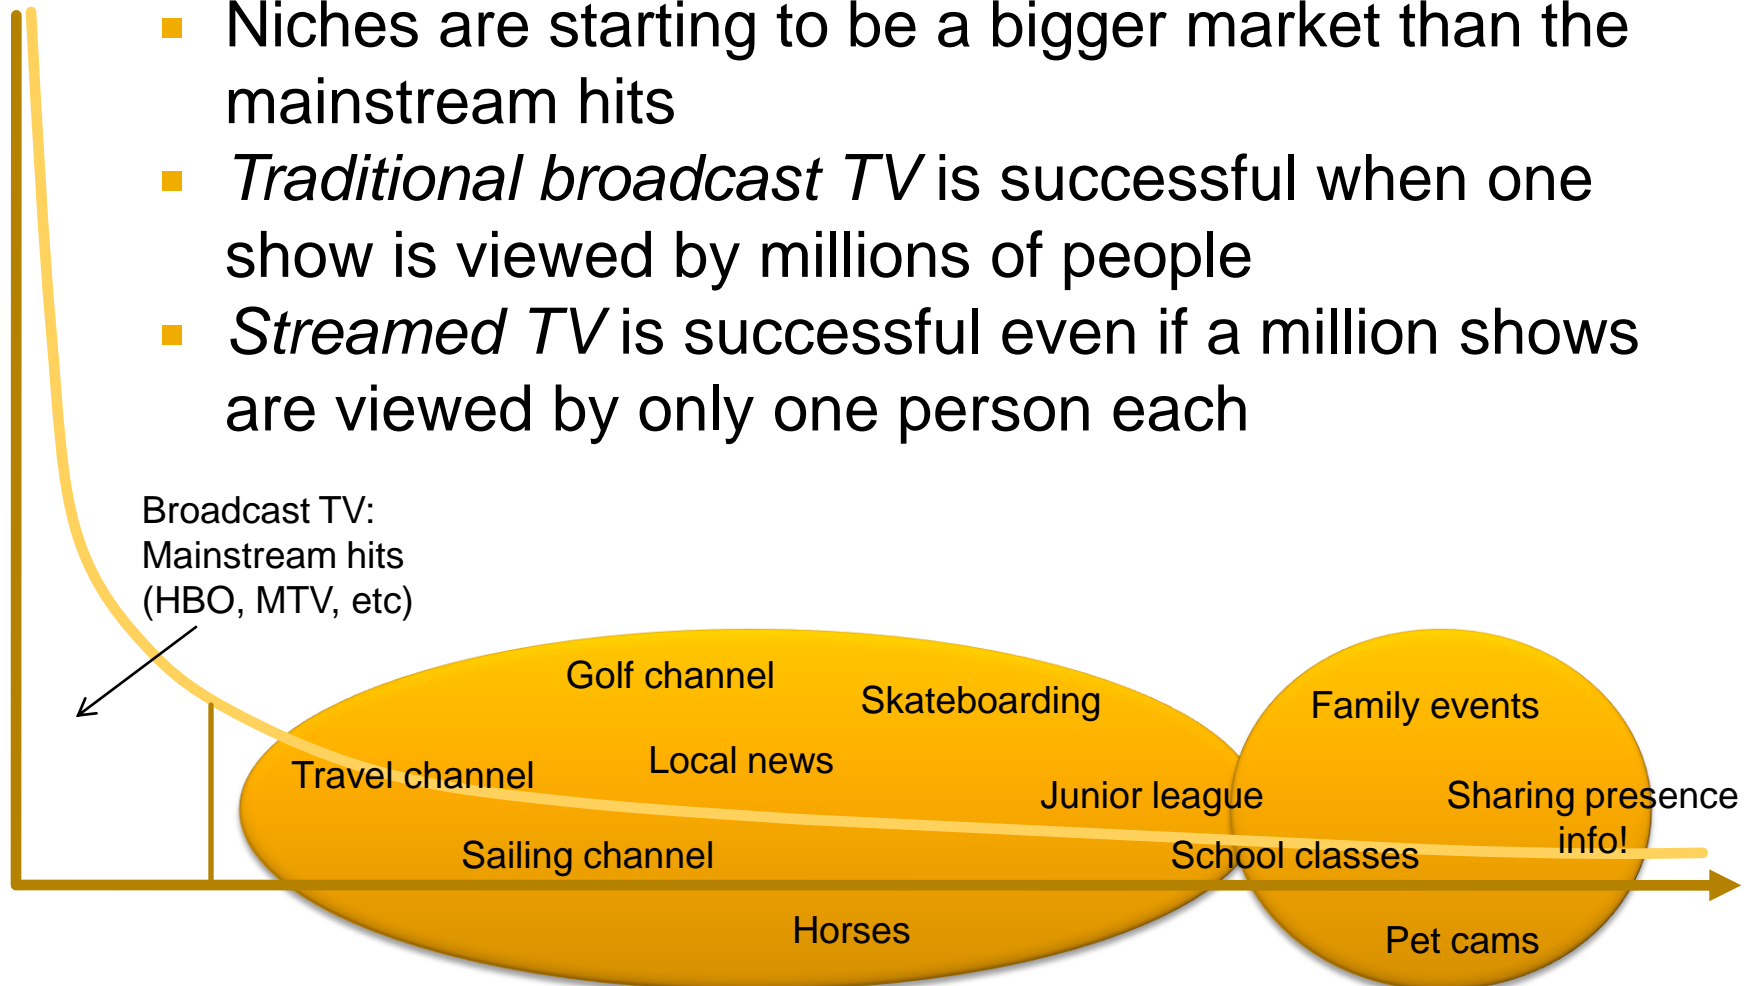 Niches are starting to be a bigger market than the
mainstream hits
Traditional broadcast TV is successful when one
show is viewed by millions of people
Streamed TV is successful even if a million shows
are viewed by only one person each
Broadcast TV:
Mainstream hits
(HBO, MTV, etc)
Golf channel
Skateboarding
Family events
Travel channel
Local news
Junior league
Sharing presence
info!
Sailing channel
School classes
Horses
Pet cams